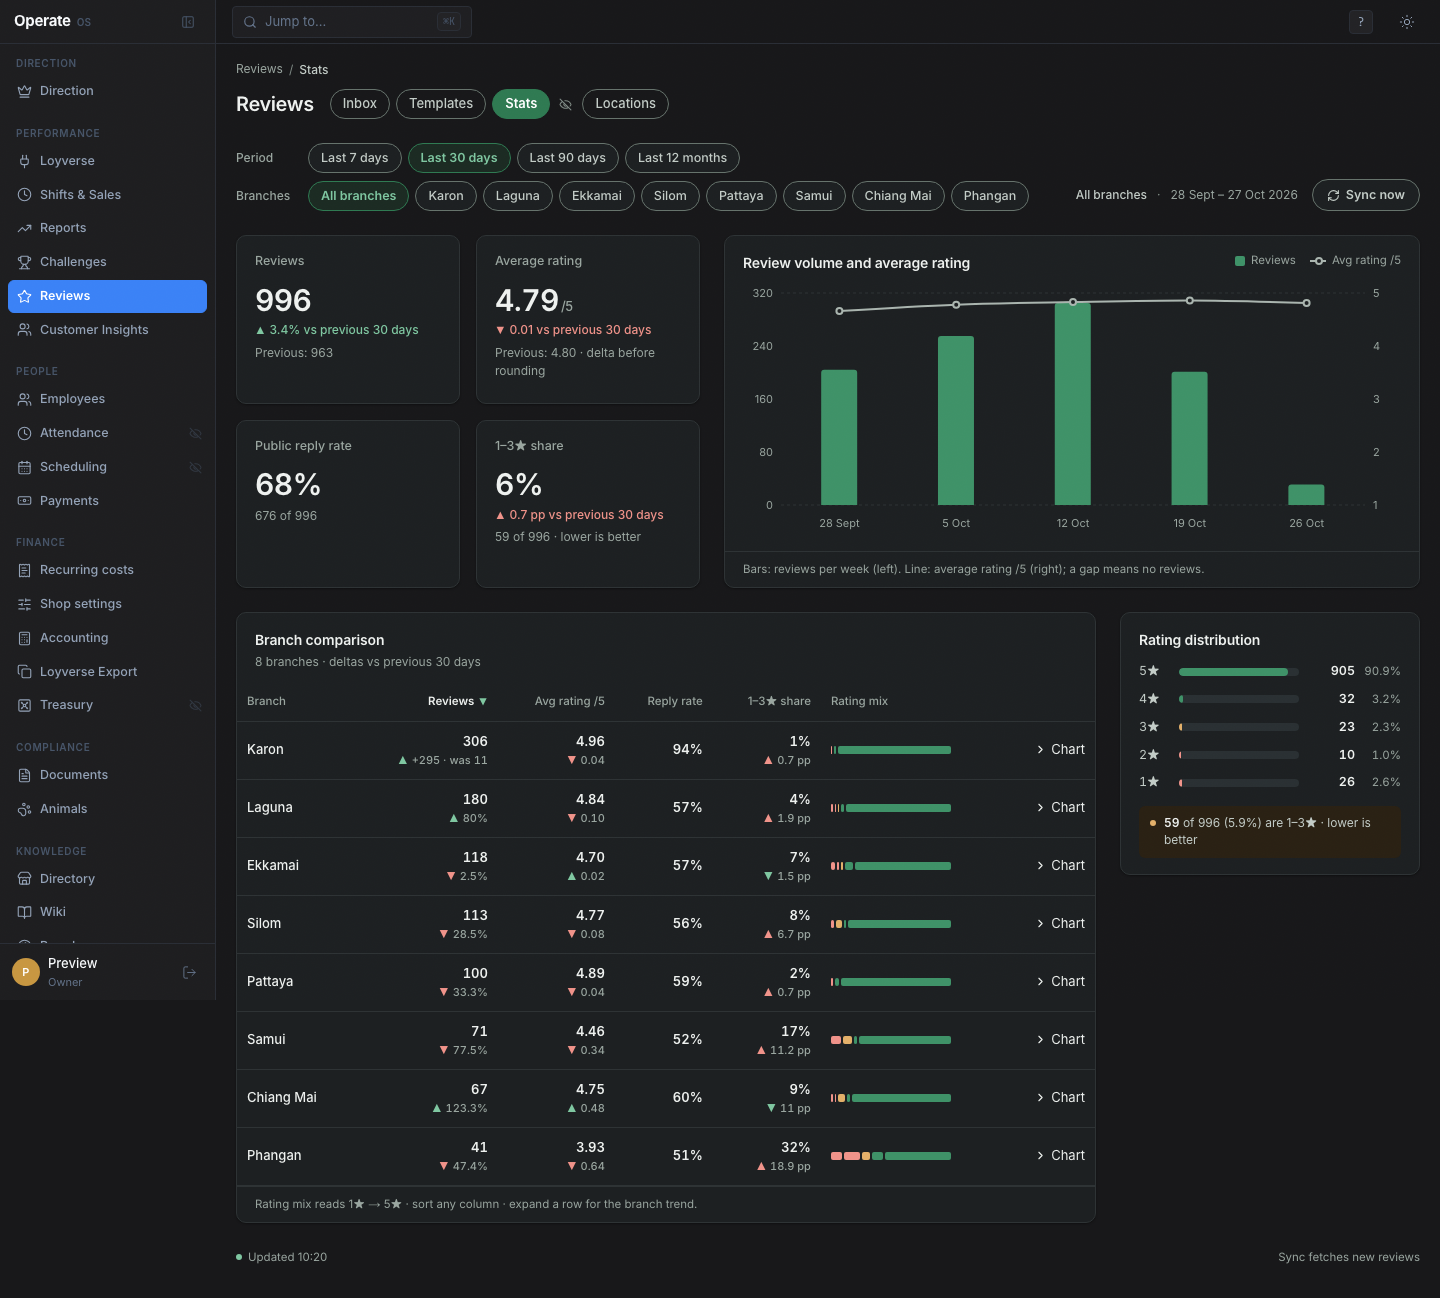 Operate OS
Jump to...
⌘K
?
DIRECTION
Direction
PERFORMANCE
Loyverse
Shifts & Sales
Reports
Challenges
Reviews
Customer Insights
PEOPLE
Employees
Attendance
Scheduling
Payments
FINANCE
Recurring costs
Shop settings
Accounting
Loyverse Export
Treasury
COMPLIANCE
Documents
Animals
KNOWLEDGE
Directory
Wiki
P
Preview
Owner
Reviews / Stats
Reviews Inbox Templates Stats Locations
Period Last 7 days Last 30 days Last 90 days Last 12 months
Branches All branches Karon Laguna Ekkamai Silom Pattaya Samui Chiang Mai Phangan All branches · 28 Sept – 27 Oct 2026 Sync now
Reviews
996
▲ 3.4% vs previous 30 days
Previous: 963
Average rating
4.79 /5
▼ 0.01 vs previous 30 days
Previous: 4.80 · delta before
rounding
Public reply rate
68%
676 of 996
1–3★ share
6%
▲ 0.7 pp vs previous 30 days
59 of 996 · lower is better
Review volume and average rating Reviews Avg rating /5
320 5
240 4
160 3
80 2
0 1
28 Sept 5 Oct 12 Oct 19 Oct 26 Oct
Bars: reviews per week (left). Line: average rating /5 (right); a gap means no reviews.
Branch comparison
8 branches · deltas vs previous 30 days
Branch Reviews ▼ Avg rating /5 Reply rate 1–3★ share Rating mix
Karon 306 4.96 94% 1% › Chart
▲ +295 · was 11 ▼ 0.04 ▲ 0.7 pp
Laguna 180 4.84 57% 4% › Chart
▲ 80% ▼ 0.10 ▲ 1.9 pp
Ekkamai 118 4.70 57% 7% › Chart
▼ 2.5% ▲ 0.02 ▼ 1.5 pp
Silom 113 4.77 56% 8% › Chart
▼ 28.5% ▼ 0.08 ▲ 6.7 pp
Pattaya 100 4.89 59% 2% › Chart
▼ 33.3% ▼ 0.04 ▲ 0.7 pp
Samui 71 4.46 52% 17% › Chart
▼ 77.5% ▼ 0.34 ▲ 11.2 pp
Chiang Mai 67 4.75 60% 9% › Chart
▲ 123.3% ▲ 0.48 ▼ 11 pp
Phangan 41 3.93 51% 32% › Chart
▼ 47.4% ▼ 0.64 ▲ 18.9 pp
Rating mix reads 1★ → 5★ · sort any column · expand a row for the branch trend.
Rating distribution
5★ 905 90.9%
4★ 32 3.2%
3★ 23 2.3%
2★ 10 1.0%
1★ 26 2.6%
59 of 996 (5.9%) are 1–3★ · lower is
better
Updated 10:20
Sync fetches new reviews